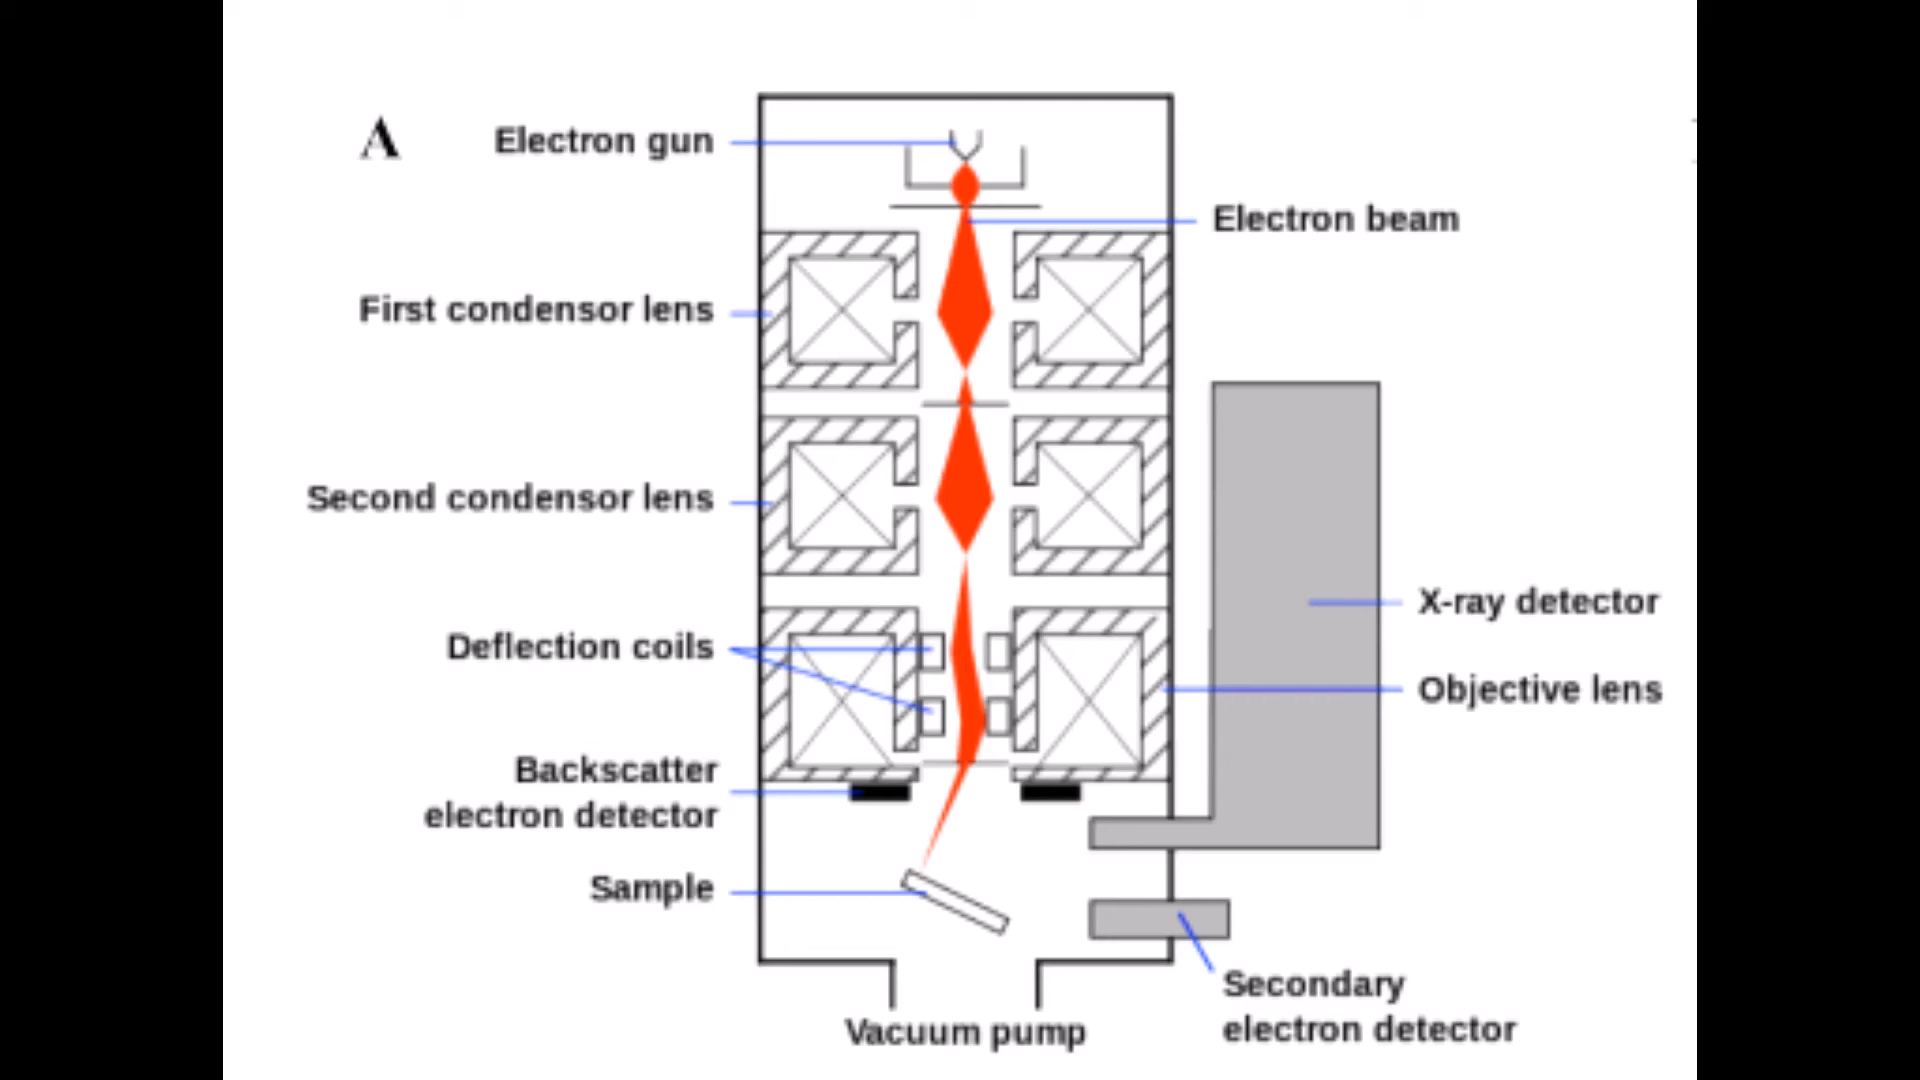 A
Electron gun
Electron beam
First condensor lens
Second condensor lens
X-ray detector
Deflection coils
Objective lens
Backscatter
electron detector
Sample
Secondary
electron detector
Vacuum pump